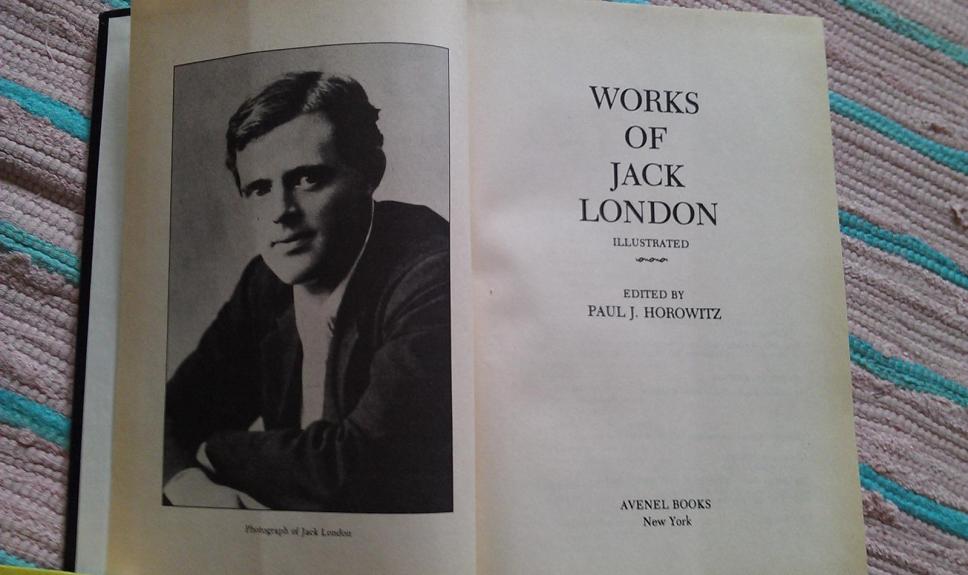 Photograph of Jack London
WORKS
OF
JACK
LONDON
ILLUSTRATED
EDITED BY
PAUL J. HOROWITZ
AVENEL BOOKS
New York